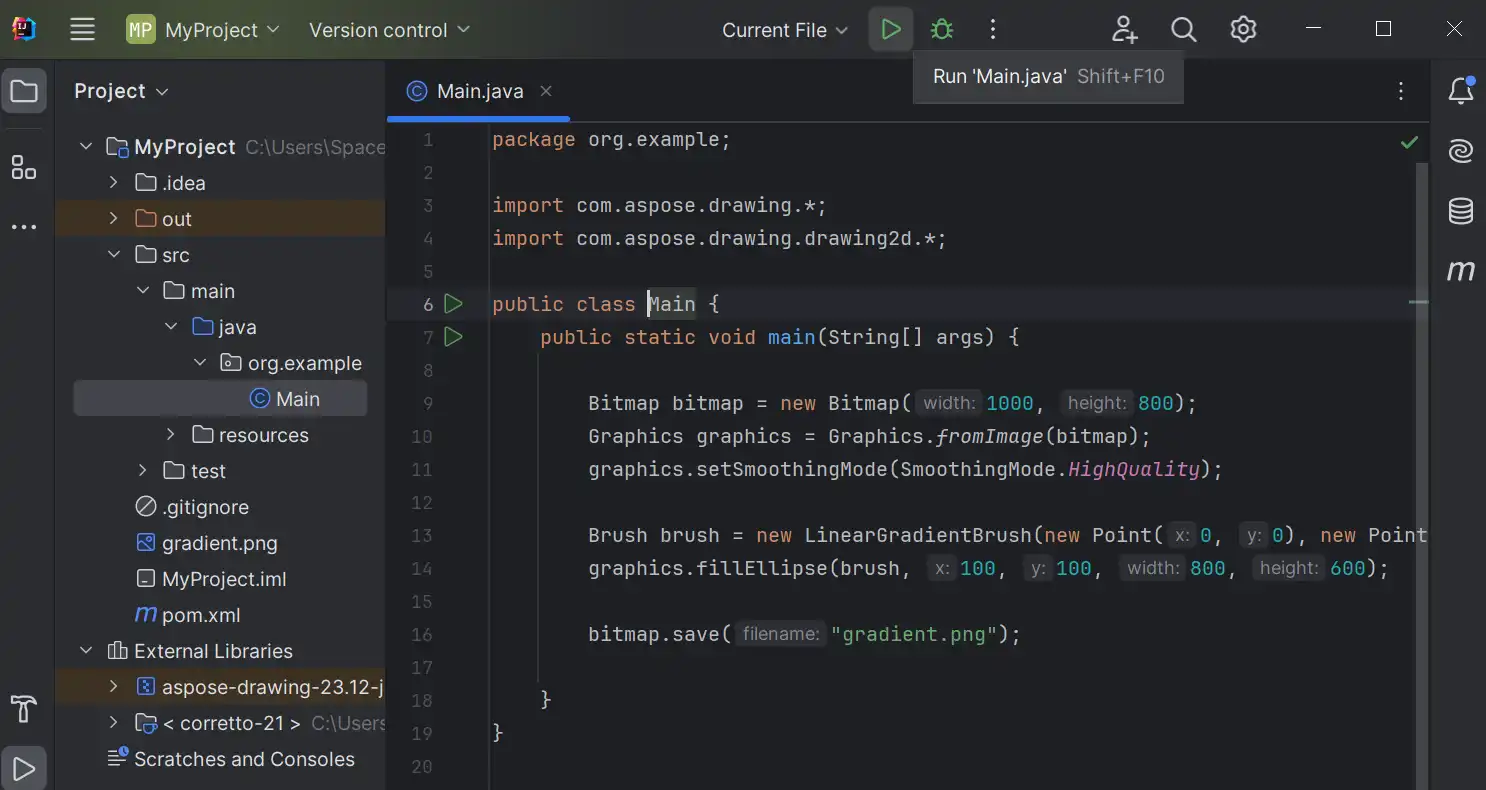 MP MyProject Version control Current File
Run 'Main.java' Shift+F10
Project
Main.java
MyProject C:\Users\Space
.idea
out
src
main
java
org.example
Main
resources
test
.gitignore
gradient.png
MyProject.iml
m pom.xml
External Libraries
aspose-drawing-23.12-j
< corretto-21 > C:\Users
Scratches and Consoles
1 package org.example;
2
3 import com.aspose.drawing.*;
4 import com.aspose.drawing.drawing2d.*;
5
6 public class Main {
7 public static void main(String[] args) {
8
9 Bitmap bitmap = new Bitmap( width: 1000, height: 800);
10 Graphics graphics = Graphics.fromImage(bitmap);
11 graphics.setSmoothingMode(SmoothingMode.HighQuality);
12
13 Brush brush = new LinearGradientBrush(new Point( x: 0, y: 0), new Point
14 graphics.fillEllipse(brush, x: 100, y: 100, width: 800, height: 600);
15
16 bitmap.save( filename: "gradient.png");
17
18 }
19 }
20
m